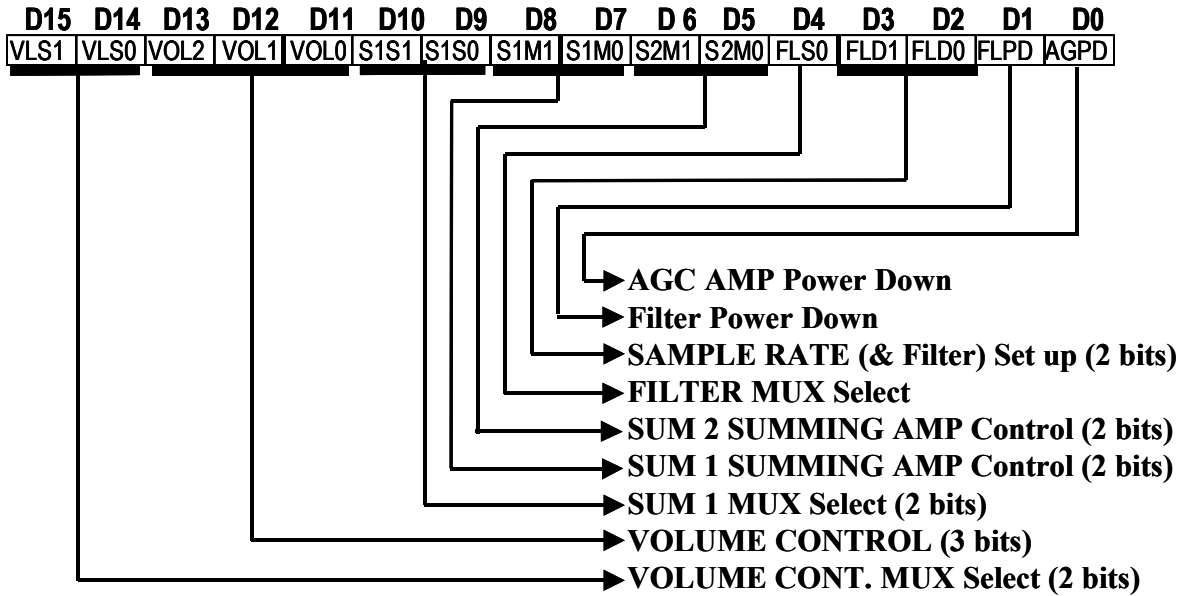 D15 D14 D13 D12 D11 D10 D9 D8 D7 D 6 D5 D4 D3 D2 D1 D0
VLS1 VLS0 VOL2 VOL1 VOL0 S1S1 S1S0 S1M1 S1M0 S2M1 S2M0 FLS0 FLD1 FLD0 FLPD AGPD
AGC AMP Power Down
Filter Power Down
SAMPLE RATE (& Filter) Set up (2 bits)
FILTER MUX Select
SUM 2 SUMMING AMP Control (2 bits)
SUM 1 SUMMING AMP Control (2 bits)
SUM 1 MUX Select (2 bits)
VOLUME CONTROL (3 bits)
VOLUME CONT. MUX Select (2 bits)